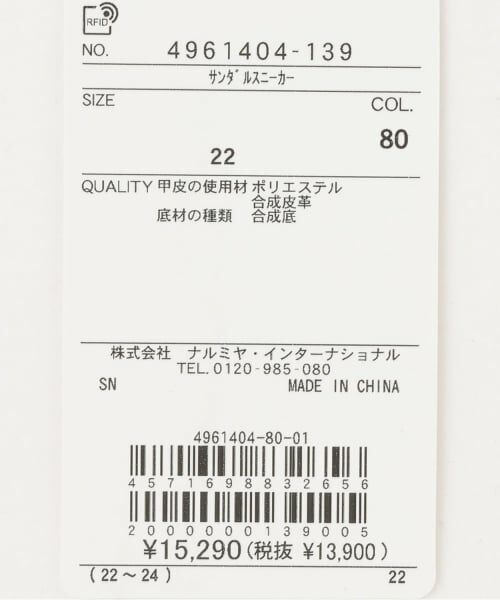 RFID
NO. 4961404-139
サンダルスニーカー
SIZE COL.
80
22
QUALITY 甲皮の使用材 ポリエステル
合成皮革
底材の種類 合成底
株式会社 ナルミヤ・インターナショナル
TEL.0120-985-080
SN MADE IN CHINA
4961404-80-01
4571698832656
2000000139005
¥15,290(税抜 ¥13,900)
(22～24) 22